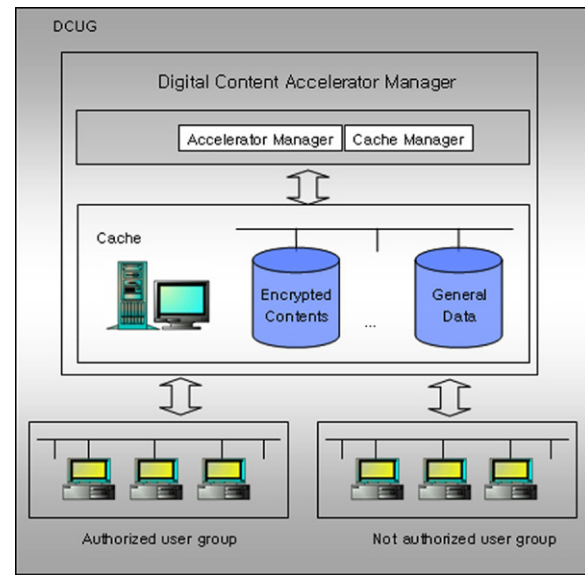 DCUG
Digital Content Accelerator Manager
Accelerator Manager Cache Manager
Cache
Encrypted Contents
...
General Data
Authorized user group
Not authorized user group